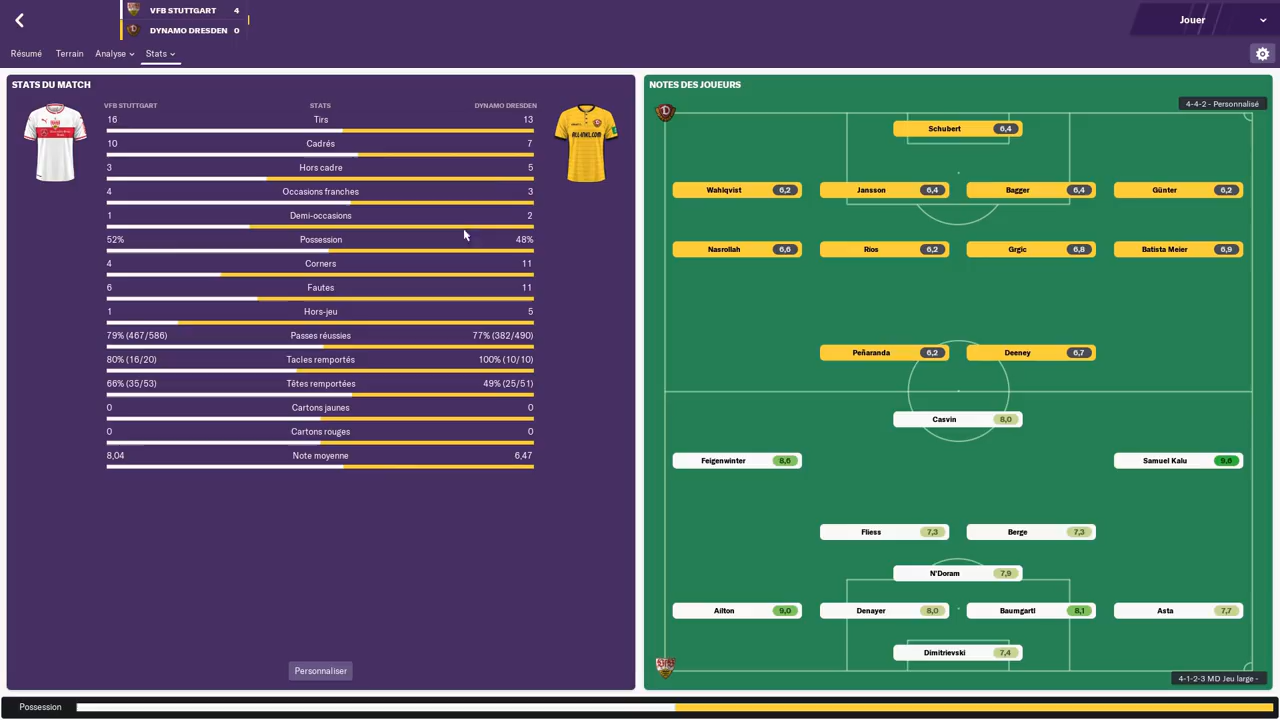 VFB STUTTGART 4
DYNAMO DRESDEN 0
Jouer
Résumé Terrain Analyse Stats
STATS DU MATCH
VFB STUTTGART STATS DYNAMO DRESDEN
16 Tirs 13
10 Cadrés 7
3 Hors cadre 5
4 Occasions franches 3
1 Demi-occasions 2
52% Possession 48%
4 Corners 11
6 Fautes 11
1 Hors-jeu 5
79% (467/586) Passes réussies 77% (382/490)
80% (16/20) Tacles remportés 100% (10/10)
66% (35/53) Têtes remportées 49% (25/51)
0 Cartons jaunes 0
0 Cartons rouges 0
8,04 Note moyenne 6,47
Personnaliser
NOTES DES JOUEURS
4-4-2 - Personnalisé
Schubert 6,4
Wahlqvist 6,2 Jansson 6,4 Bagger 6,4 Günter 6,2
Nasrollah 6,6 Ríos 6,2 Grgic 6,8 Batista Meier 6,9
Peñaranda 6,2 Deeney 6,7
Casvin 8,0
Feigenwinter 8,6 Samuel Kalu
Fliess 7,3 Berge 7,3
N'Doram 7,9
Ailton 9,0 Denayer 8,0 Baumgartl 8,1 Asta 7,7
Dimitrievski 7,4
4-1-2-3 MD Jeu large -
Possession